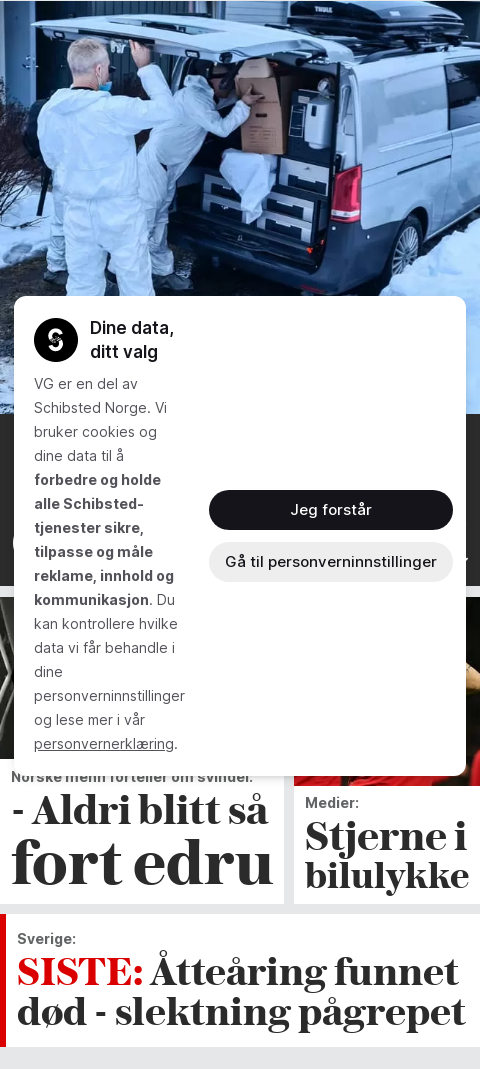 THULE
Dine data,
ditt valg
VG er en del av
Schibsted Norge. Vi
bruker cookies og
dine data til å
forbedre og holde
alle Schibsted-
tjenester sikre,
tilpasse og måle
reklame, innhold og
kommunikasjon. Du
kan kontrollere hvilke
data vi får behandle i
dine
personverninnstillinger
og lese mer i vår
personvernerklæring.
Jeg forstår
Gå til personverninnstillinger
Norske menn forteller om svindel:
- Aldri blitt så
fort edru
Medier:
Stjerne i
bilulykke
Sverige:
SISTE: Åtteåring funnet
død - slektning pågrepet